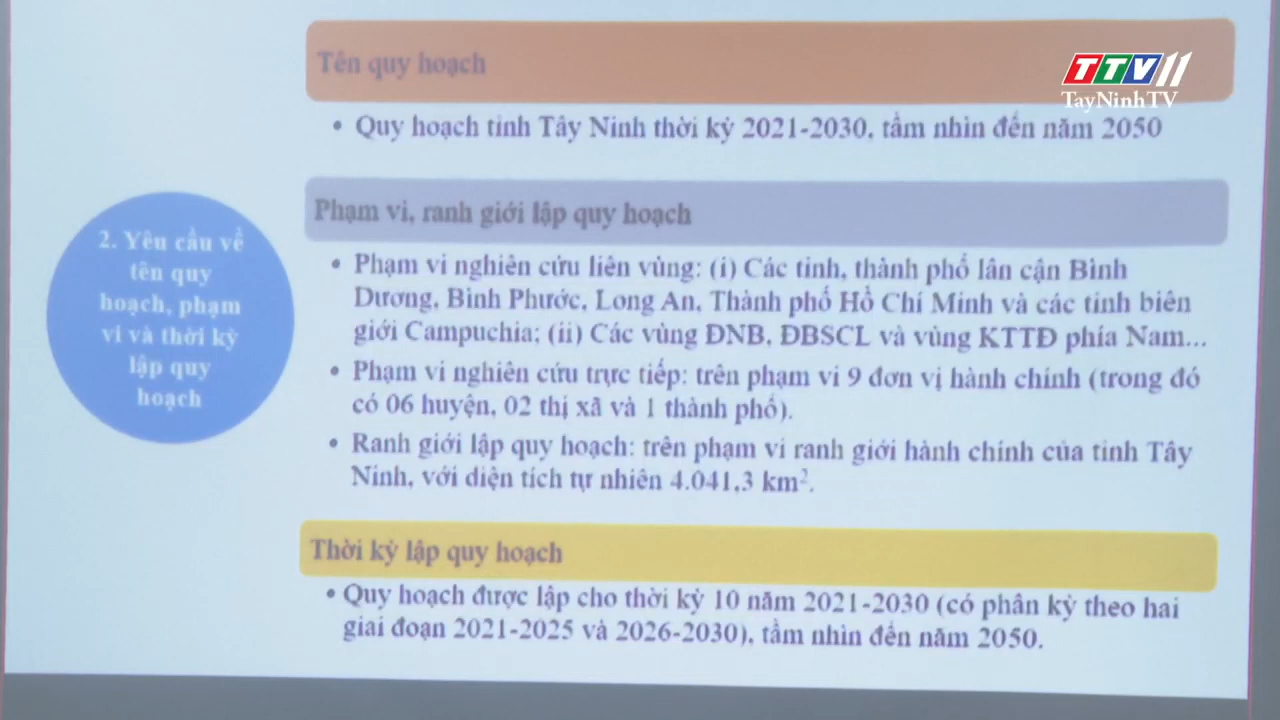 Tên quy hoạch
TTV11
TayNinhTV
• Quy hoạch tỉnh Tây Ninh thời kỳ 2021-2030, tầm nhìn đến năm 2050
2. Yêu cầu về
tên quy
hoạch, phạm
vi và thời kỳ
lập quy
hoạch
Phạm vi, ranh giới lập quy hoạch
• Phạm vi nghiên cứu liên vùng: (i) Các tỉnh, thành phố lân cận Bình
Dương, Bình Phước, Long An, Thành phố Hồ Chí Minh và các tỉnh biên
giới Campuchia; (ii) Các vùng ĐNB, ĐBSCL và vùng KTTĐ phía Nam...
• Phạm vi nghiên cứu trực tiếp: trên phạm vi 9 đơn vị hành chính (trong đó
có 06 huyện, 02 thị xã và 1 thành phố).
• Ranh giới lập quy hoạch: trên phạm vi ranh giới hành chính của tỉnh Tây
Ninh, với diện tích tự nhiên 4.041,3 km².
Thời kỳ lập quy hoạch
• Quy hoạch được lập cho thời kỳ 10 năm 2021-2030 (có phân kỳ theo hai
giai đoạn 2021-2025 và 2026-2030), tầm nhìn đến năm 2050.